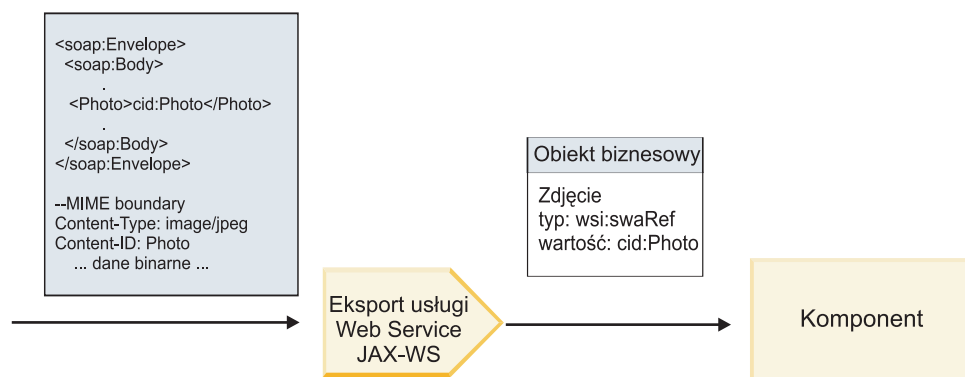 <soap:Envelope>
<soap:Body>
.
<Photo>cid:Photo</Photo>
.
</soap:Body>
</soap:Envelope>
--MIME boundary
Content-Type: image/jpeg
Content-ID: Photo
... dane binarne ...
Obiekt biznesowy
Zdjęcie
typ: wsi:swaRef
wartość: cid:Photo
Eksport usługi
Web Service
JAX-WS
Komponent